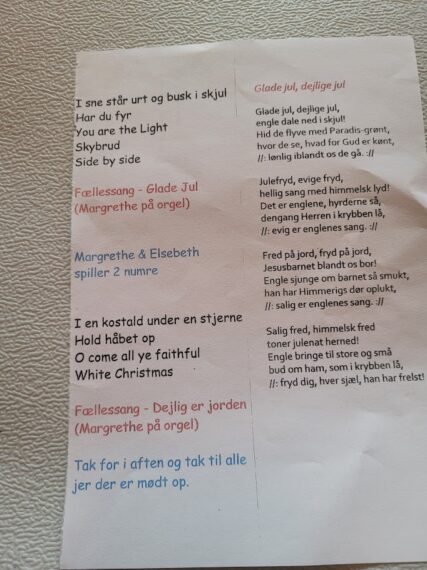 I sne står urt og busk i skjul
Har du fyr
You are the Light
Skybrud
Side by side
Fællessang - Glade Jul
(Margrethe på orgel)
Margrethe & Elsebeth
spiller 2 numre
I en kostald under en stjerne
Hold håbet op
O come all ye faithful
White Christmas
Fællessang - Dejlig er jorden
(Margrethe på orgel)
Tak for i aften og tak til alle
jer der er mødt op.
Glade jul, dejlige jul
Glade jul, dejlige jul,
engle dale ned i skjul!
Hid de flyve med Paradis-grønt,
hvor de se, hvad for Gud er kønt,
//: lønlig iblandt os de gå. ://
Julefryd, evige fryd,
hellig sang med himmelsk lyd!
Det er englene, hyrderne så,
dengang Herren i krybben lå,
//: evig er englenes sang. ://
Fred på jord, fryd på jord,
Jesusbarnet blandt os bor!
Engle sjunge om barnet så smukt,
han har Himmerigs dør oplukt,
//: salig er englenes sang. ://
Salig fred, himmelsk fred
toner julenat herned!
Engle bringe til store og små
bud om ham, som i krybben lå,
//: fryd dig, hver sjæl, han har frelst! ://